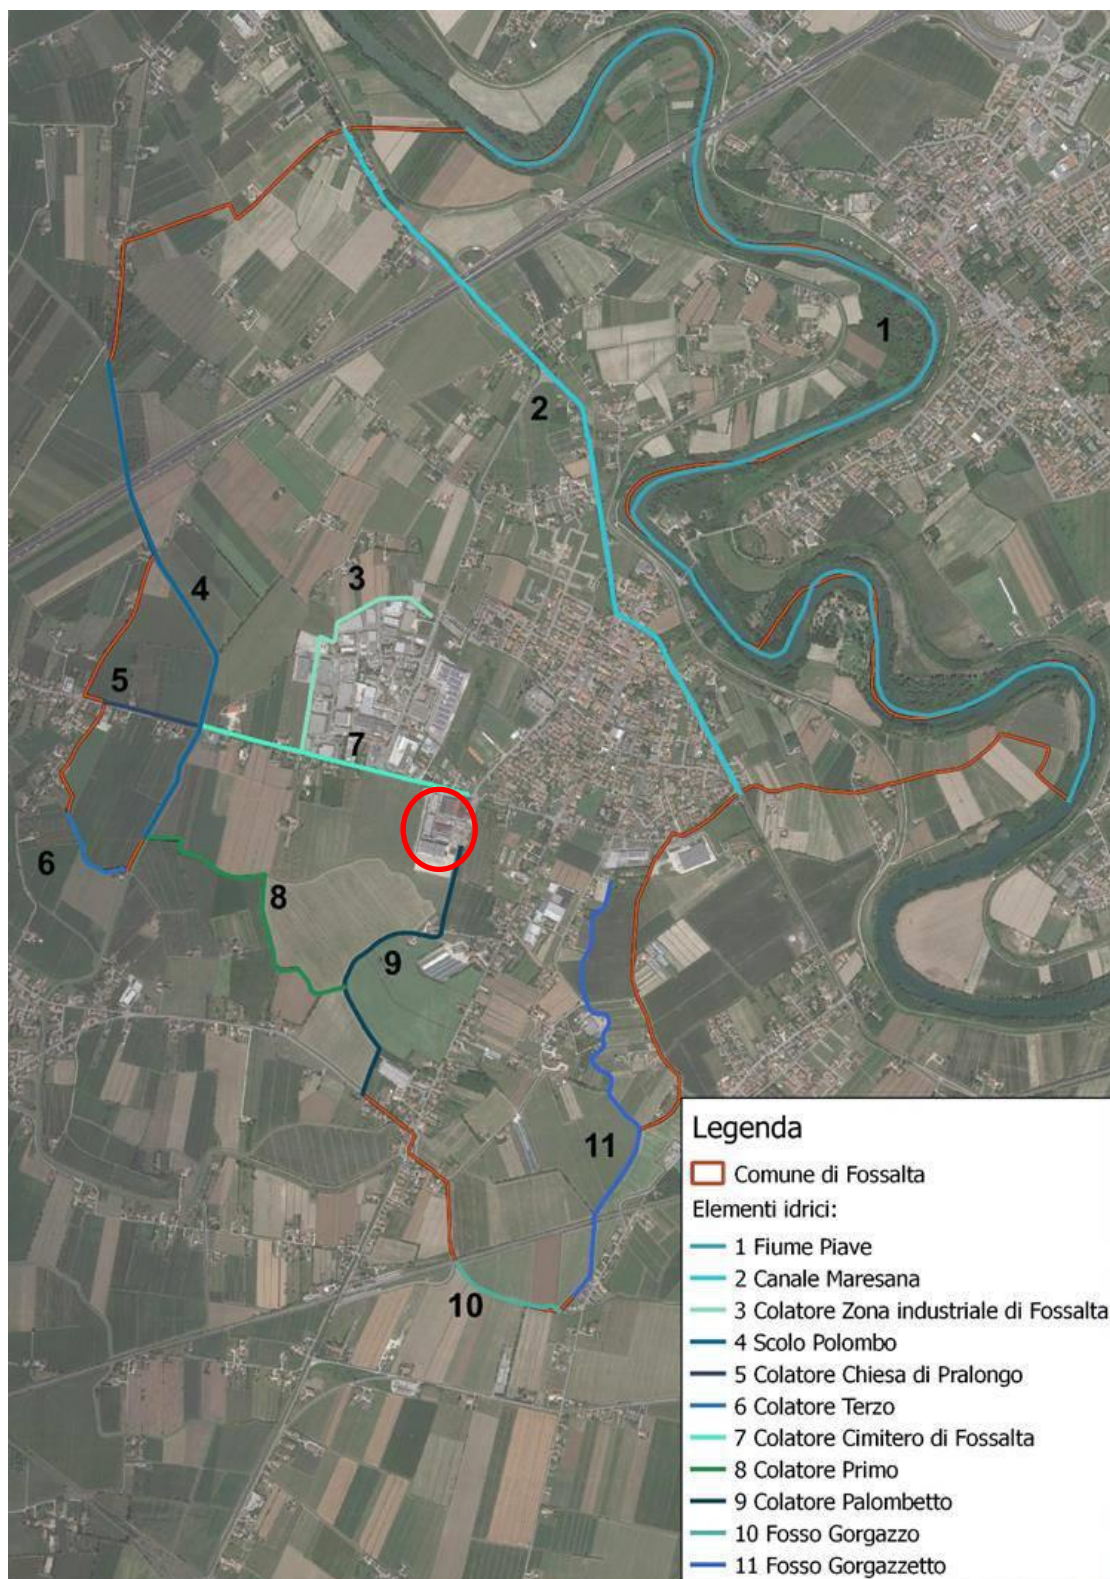 1
2
3
4
5
7
6
8
9
11
10
Legenda
Comune di Fossalta
Elementi idrici:
1 Fiume Piave
2 Canale Maresana
3 Colatore Zona industriale di Fossalta
4 Scolo Polombo
5 Colatore Chiesa di Pralongo
6 Colatore Terzo
7 Colatore Cimitero di Fossalta
8 Colatore Primo
9 Colatore Palombetto
10 Fosso Gorgazzo
11 Fosso Gorgazzetto